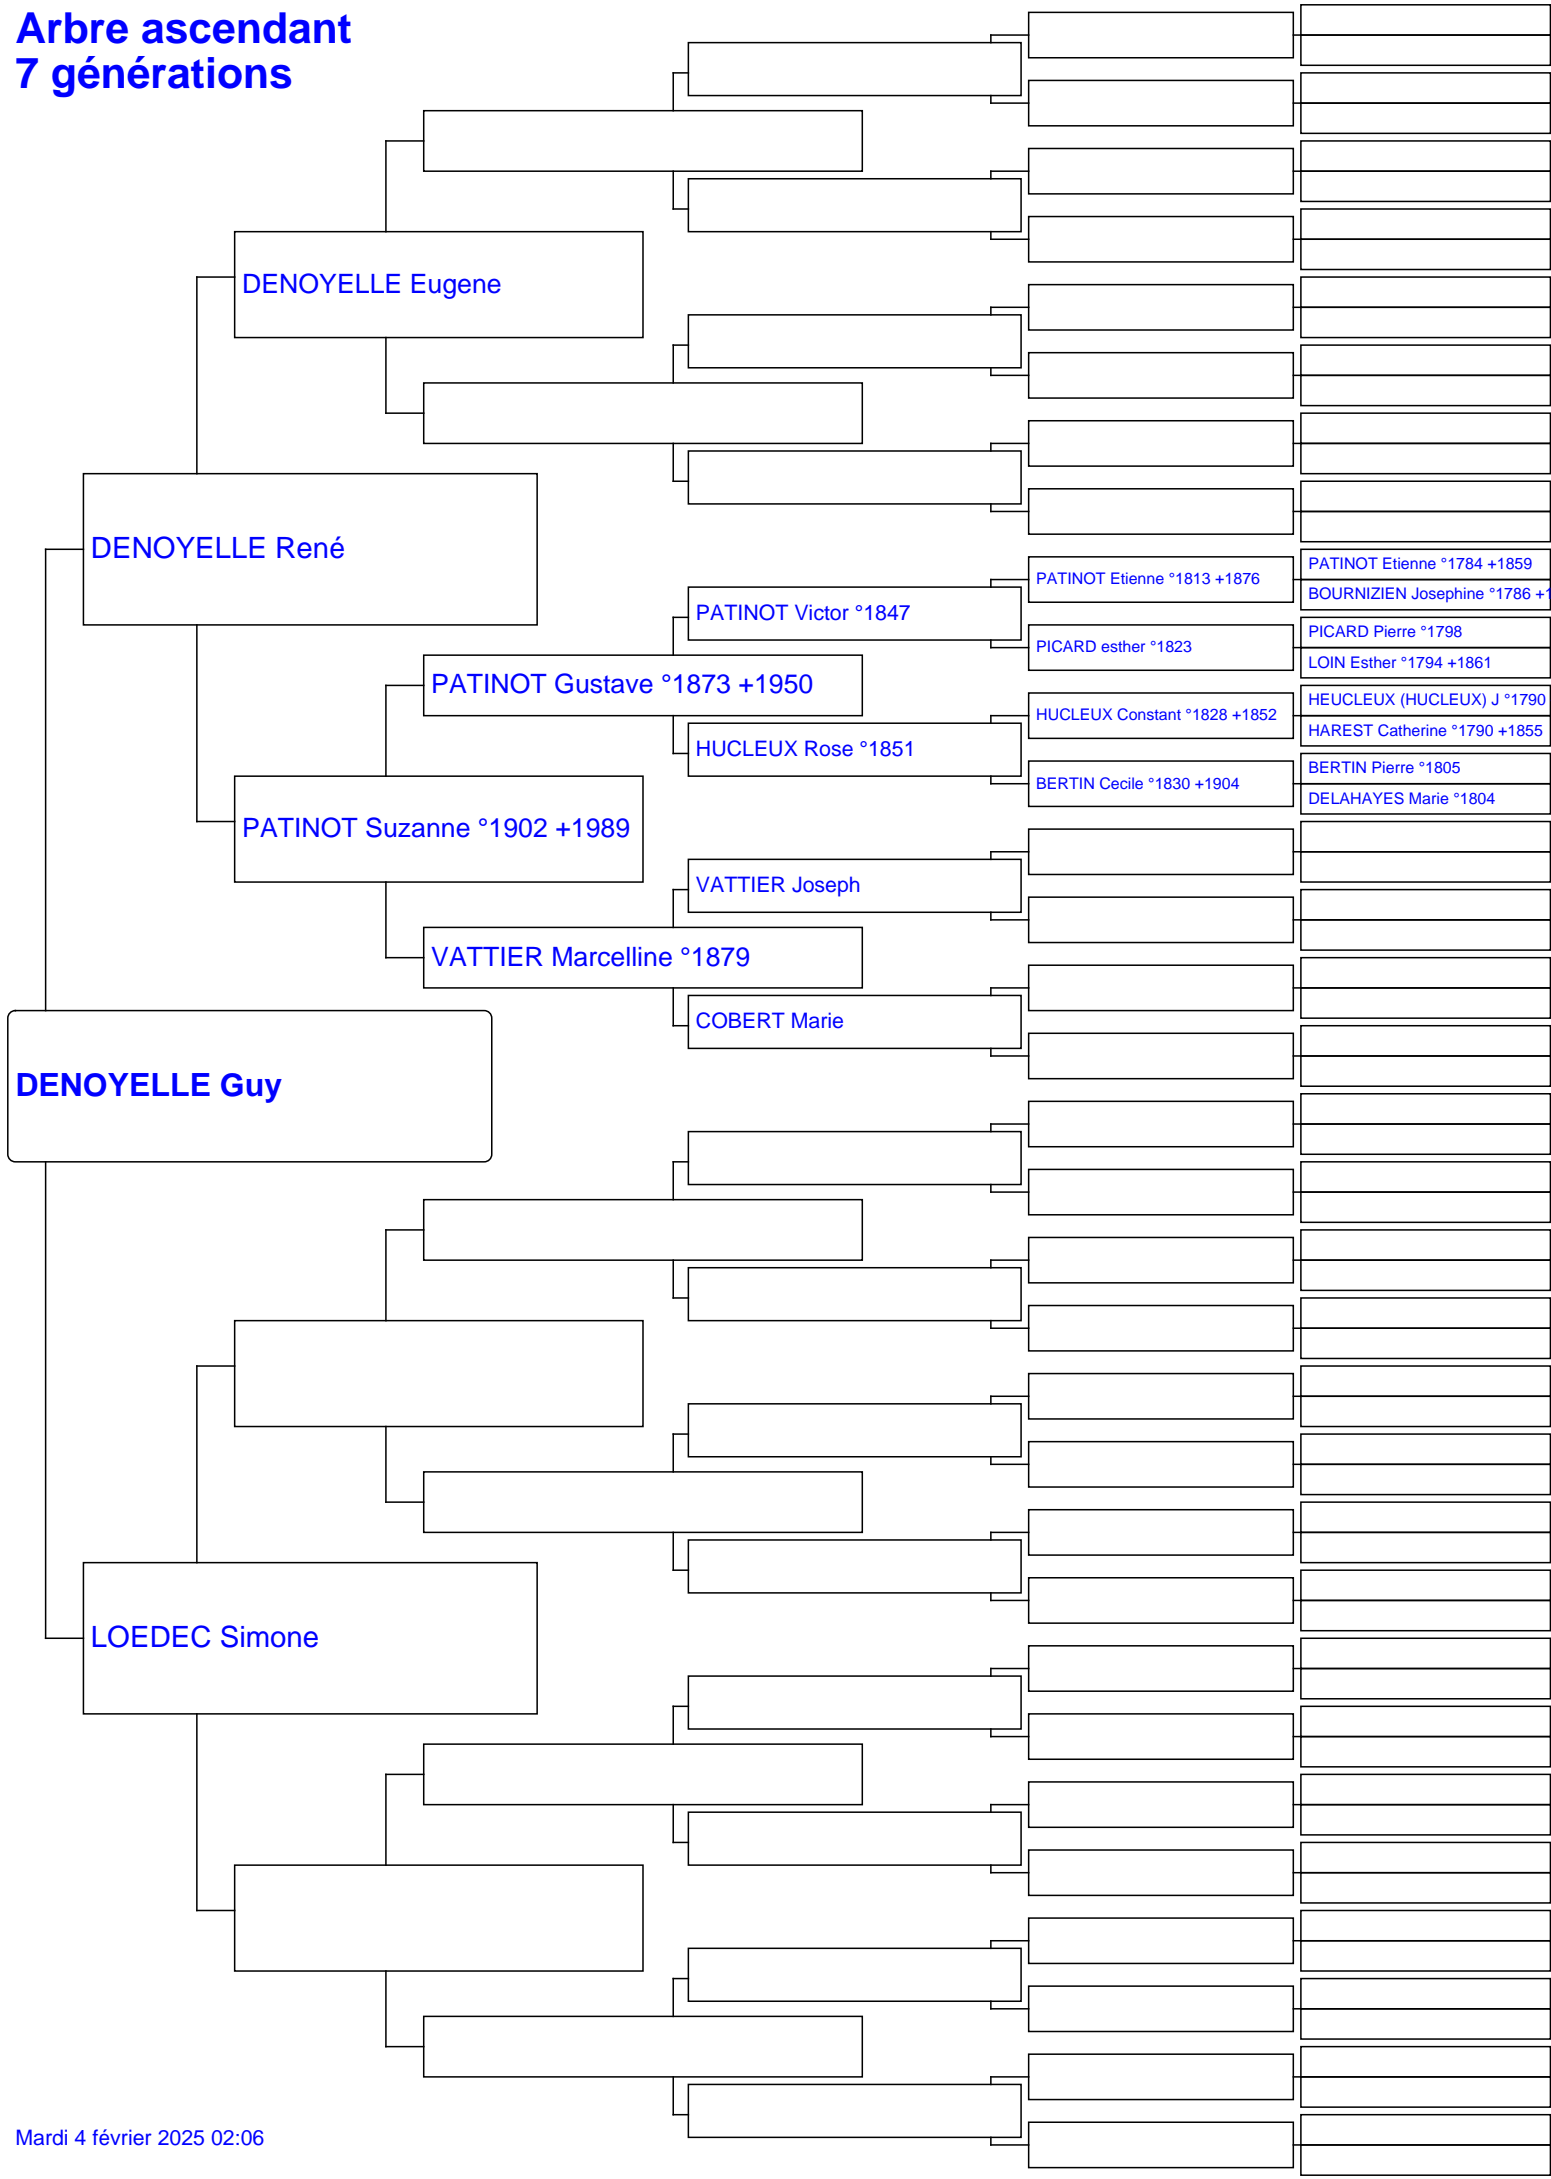 Arbre ascendant
7 générations
DENOYELLE Eugene
DENOYELLE René
PATINOT Etienne °1784 +1859
PATINOT Etienne °1813 +1876
BOURNIZIEN Josephine °1786 +1
PATINOT Victor °1847
PICARD Pierre °1798
PICARD esther °1823
LOIN Esther °1794 +1861
PATINOT Gustave °1873 +1950
HEUCLEUX (HUCLEUX) J °1790
HUCLEUX Constant °1828 +1852
HAREST Catherine °1790 +1855
HUCLEUX Rose °1851
BERTIN Pierre °1805
BERTIN Cecile °1830 +1904
DELAHAYES Marie °1804
PATINOT Suzanne °1902 +1989
VATTIER Joseph
VATTIER Marcelline °1879
COBERT Marie
DENOYELLE Guy
LOEDEC Simone
Mardi 4 février 2025 02:06